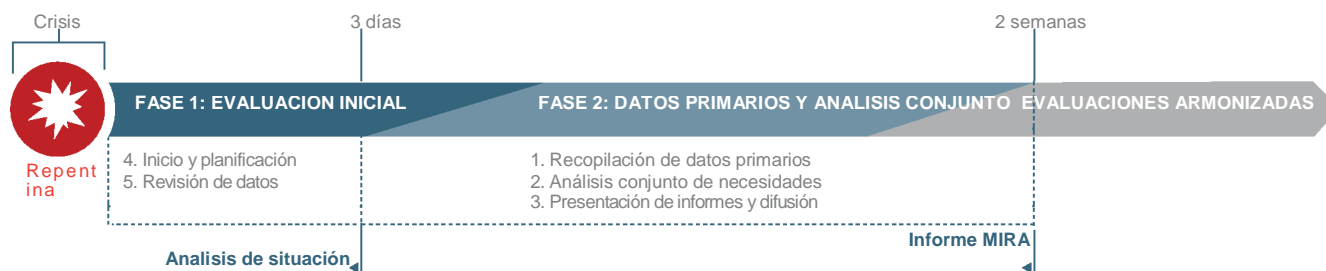 Crisis
3 días
2 semanas
FASE 1: EVALUACION INICIAL
FASE 2: DATOS PRIMARIOS Y ANALISIS CONJUNTO
EVALUACIONES ARMONIZADAS
Repent
ina
4. Inicio y planificación
5. Revisión de datos
1. Recopilación de datos primarios
2. Análisis conjunto de necesidades
3. Presentación de informes y difusión
Analisis de situación
Informe MIRA